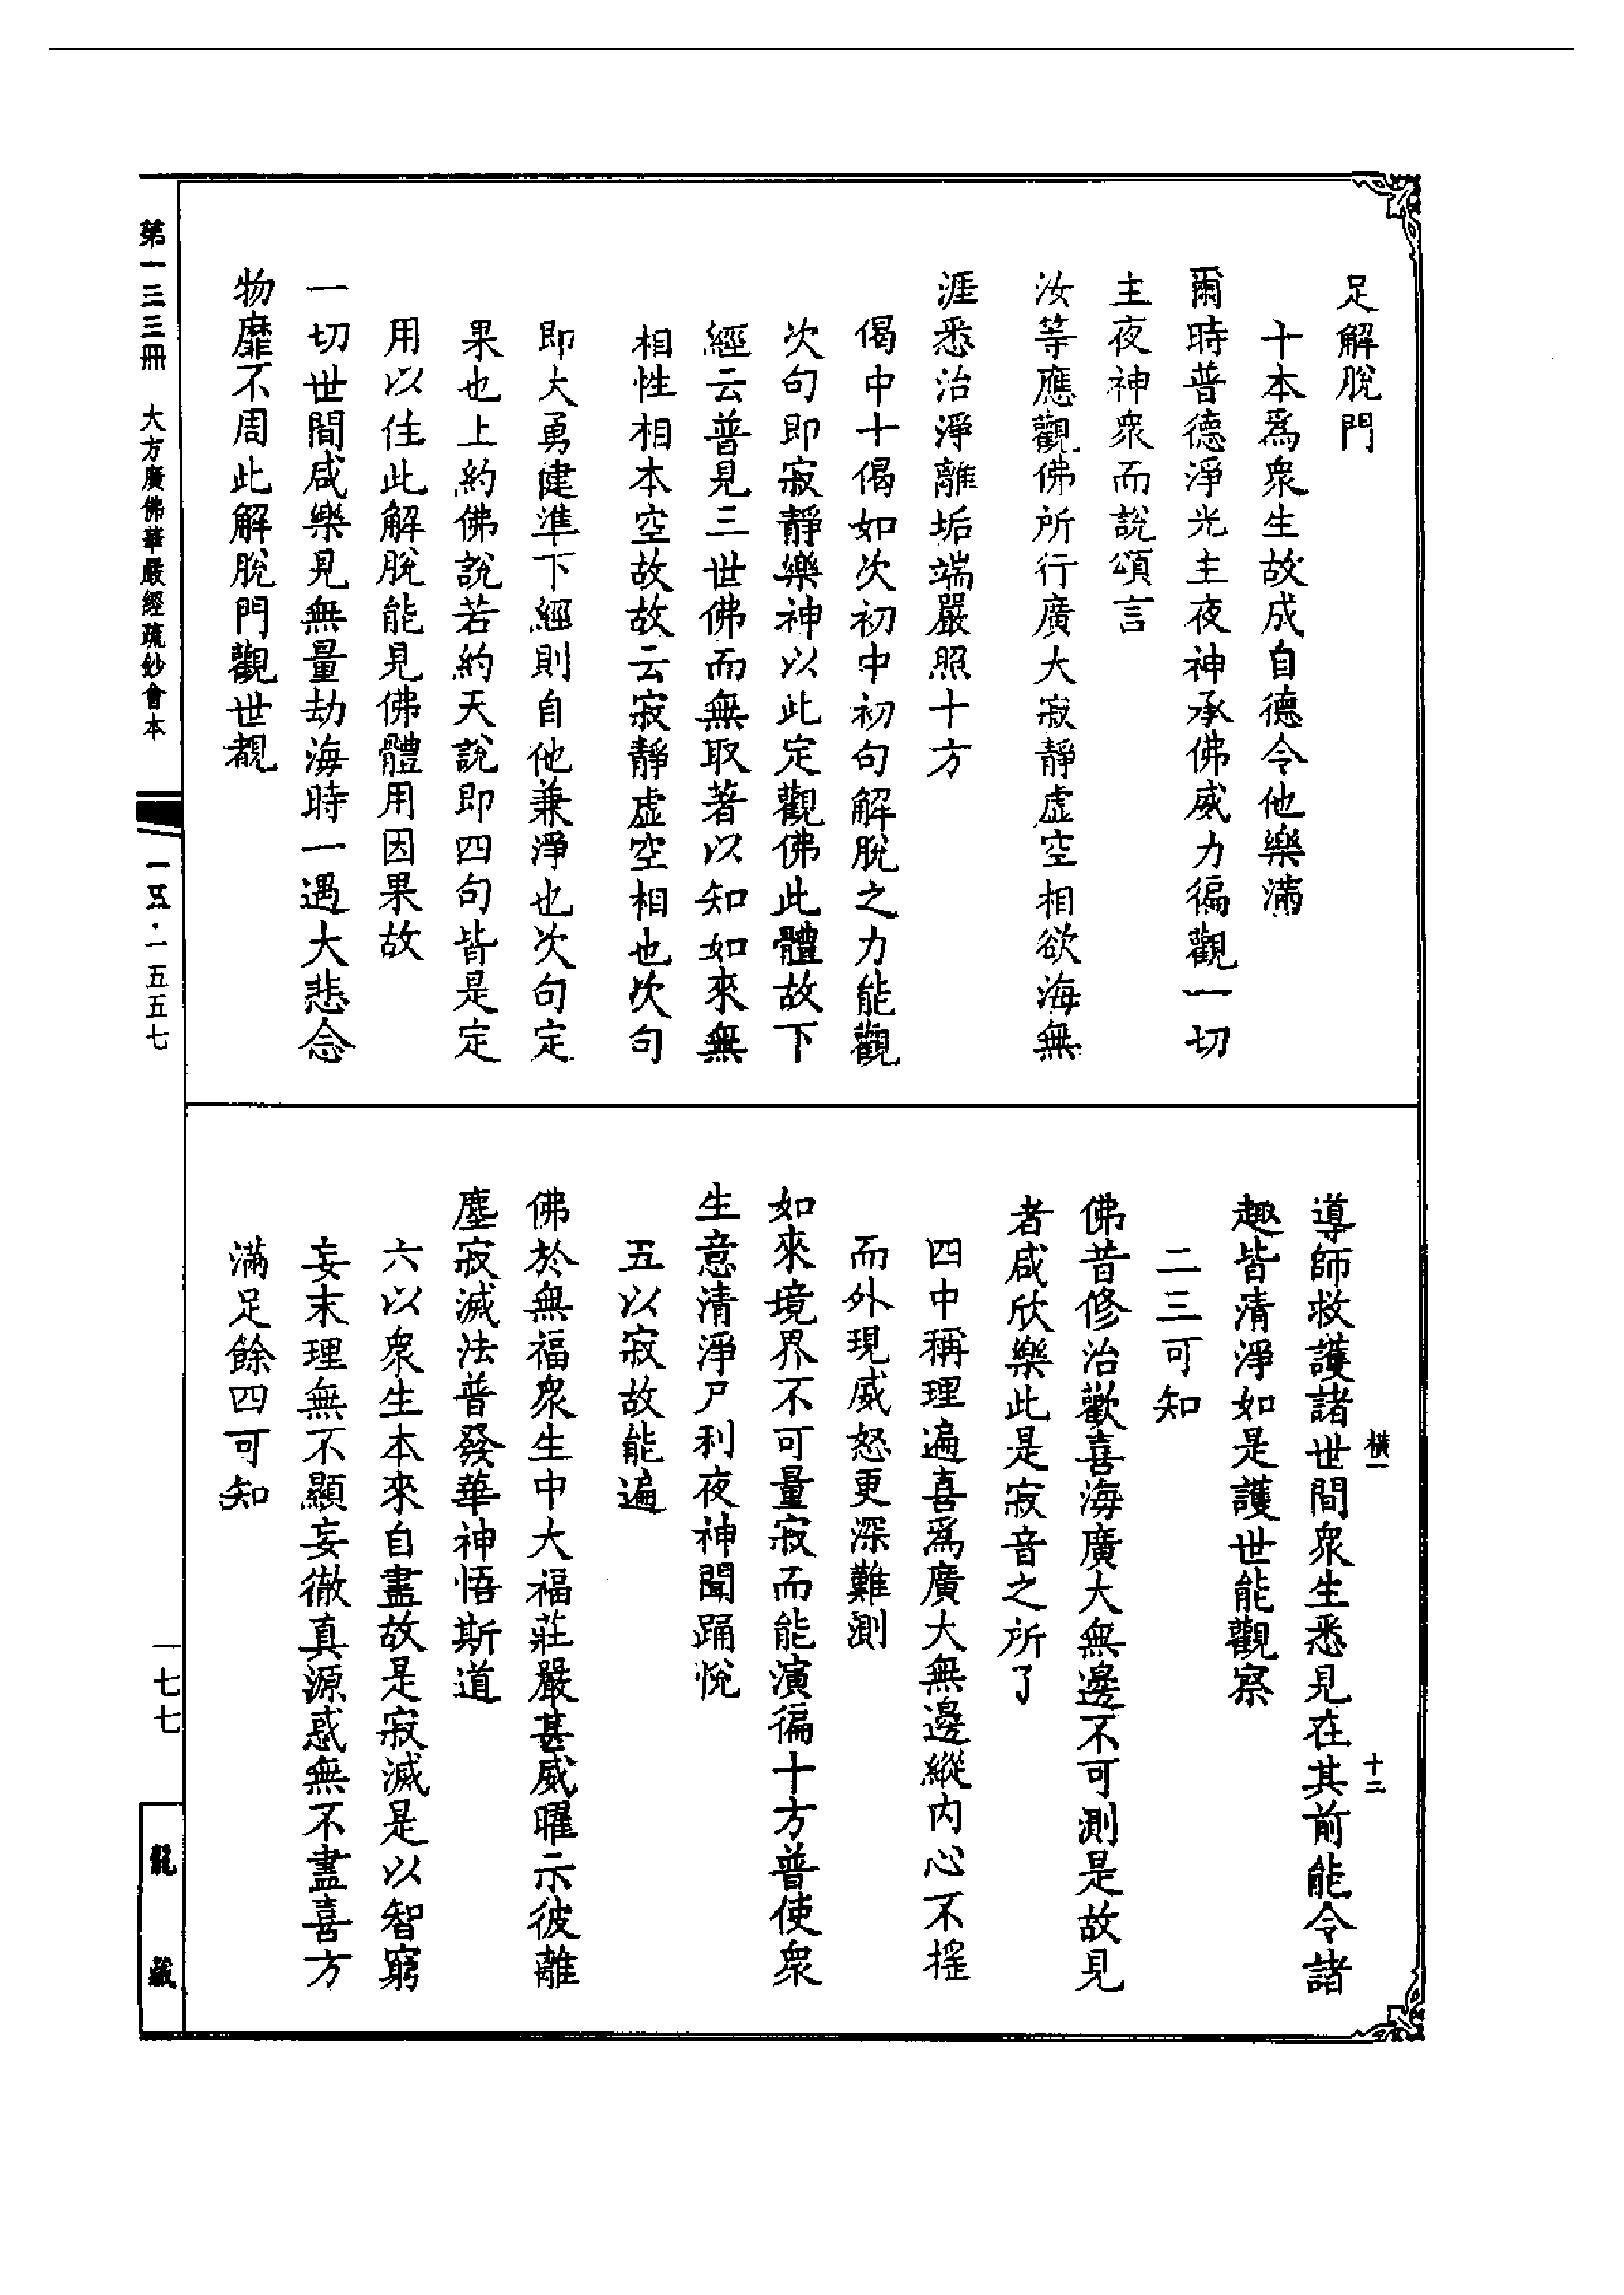 足解脫門
十本爲衆生故成自德令他樂滿
爾時普德淨光主夜神承佛威力徧觀一切
主夜神衆而說頌言
汝等應觀佛所行廣大寂靜虛空相欲海無
涯悉治淨離垢端嚴照十方
偈中十偈如次初中初句解脫之力能觀
次句即寂靜樂神以此定觀佛此體故下
經云普見三世佛而無取著以知如來無
相性相本空故故云寂靜虛空相也次句
即大勇健準下經則自他兼淨也次句定
果也上約佛說若約天說即四句皆是定
用以住此解脫能見佛體用因果故
一切世間咸樂見無量劫海時一遇大悲念
物靡不周此解脫門觀世覩
橫一 十二
導師救護諸世間衆生悉見在其前能令諸
趣皆清淨如是護世能觀察
二三可知
佛昔修治歡喜海廣大無邊不可測是故見
者咸欣樂此是寂音之所了
四中稱理遍喜爲廣大無邊縱內心不搖
而外現威怒更深難測
如來境界不可量寂而能演徧十方普使衆
生意清淨尸利夜神聞踊悅
五以寂故能遍
佛於無福衆生中大福莊嚴甚威曜示彼離
塵寂滅法普發華神悟斯道
六以衆生本來自盡故是寂滅是以智窮
妄末理無不顯妄徹真源惑無不盡喜方
滿足餘四可知
第一三三冊 大方廣佛華嚴經疏鈔會本
一五·一五五七
一七七
龍藏